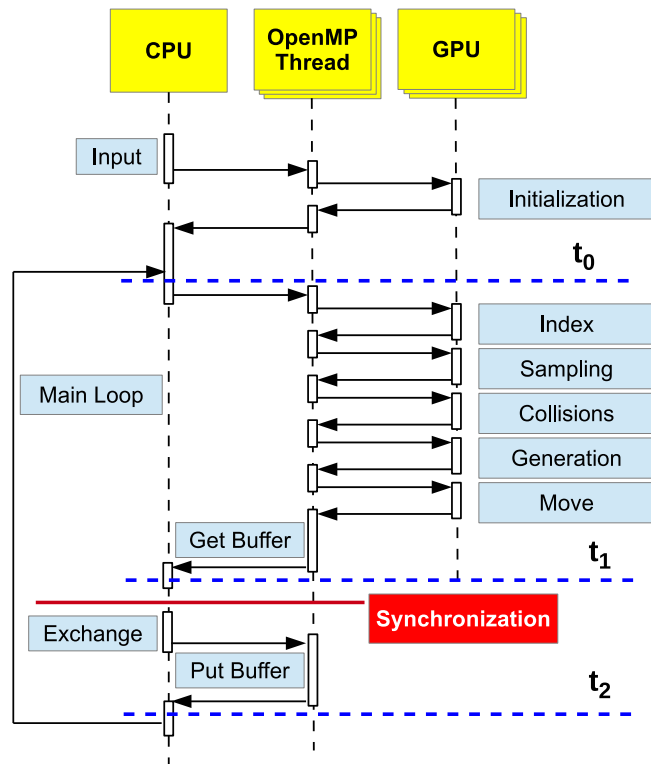 CPU
OpenMP
Thread
GPU
Input
Initialization
t0
Index
Sampling
Main Loop
Collisions
Generation
Move
Get Buffer
t1
Synchronization
Exchange
Put Buffer
t2